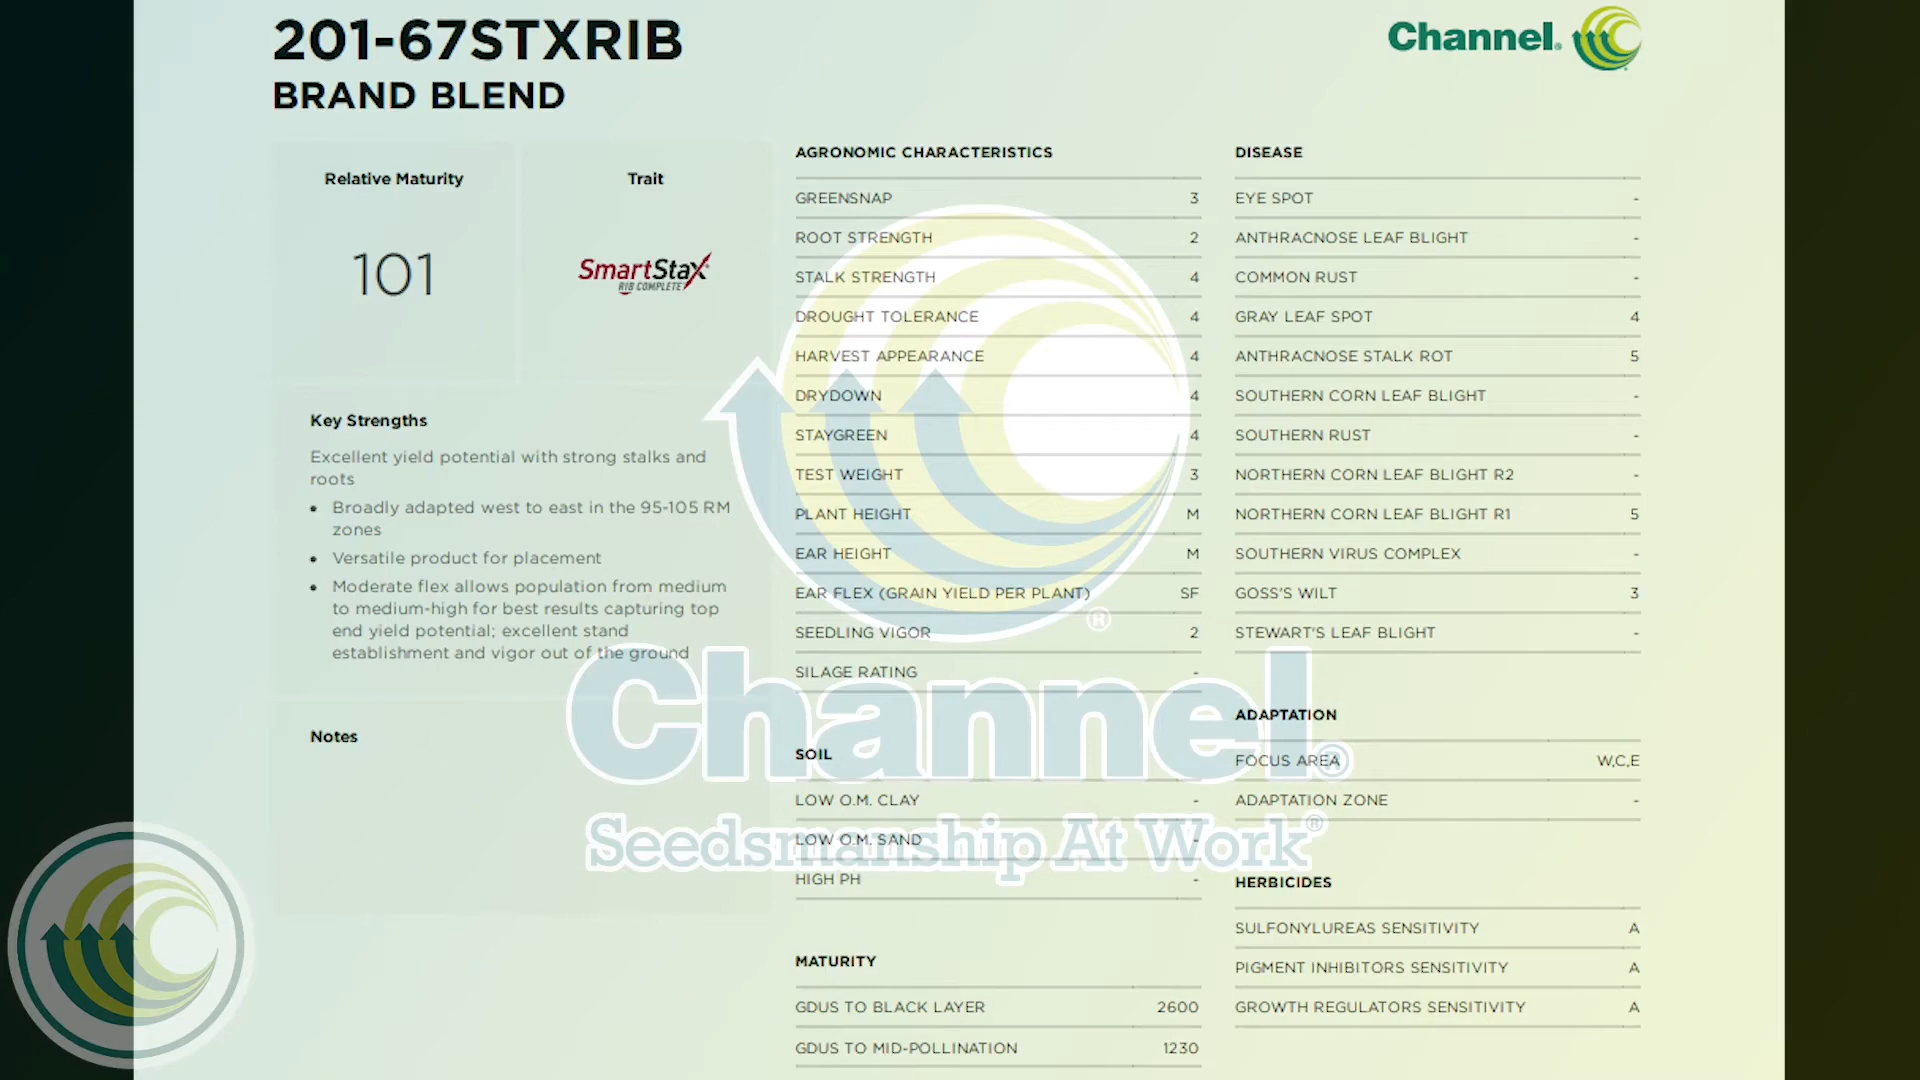 201-67STXRIB
BRAND BLEND
Channel®
Relative Maturity
101
Trait
SmartStax®
RIB COMPLETE®
Key Strengths
Excellent yield potential with strong stalks and
roots
• Broadly adapted west to east in the 95-105 RM
zones
• Versatile product for placement
• Moderate flex allows population from medium
to medium-high for best results capturing top
end yield potential; excellent stand
establishment and vigor out of the ground
Notes
AGRONOMIC CHARACTERISTICS
GREENSNAP 3
ROOT STRENGTH 2
STALK STRENGTH 4
DROUGHT TOLERANCE 4
HARVEST APPEARANCE 4
DRYDOWN 4
STAYGREEN 4
TEST WEIGHT 3
PLANT HEIGHT M
EAR HEIGHT M
EAR FLEX (GRAIN YIELD PER PLANT) SF
SEEDLING VIGOR 2
SILAGE RATING -
SOIL
LOW O.M. CLAY -
LOW O.M. SAND -
HIGH PH -
MATURITY
GDUS TO BLACK LAYER 2600
GDUS TO MID-POLLINATION 1230
DISEASE
EYE SPOT -
ANTHRACNOSE LEAF BLIGHT -
COMMON RUST -
GRAY LEAF SPOT 4
ANTHRACNOSE STALK ROT 5
SOUTHERN CORN LEAF BLIGHT -
SOUTHERN RUST -
NORTHERN CORN LEAF BLIGHT R2 -
NORTHERN CORN LEAF BLIGHT R1 5
SOUTHERN VIRUS COMPLEX -
GOSS'S WILT 3
STEWART'S LEAF BLIGHT -
ADAPTATION
FOCUS AREA W,C,E
ADAPTATION ZONE -
HERBICIDES
SULFONYLUREAS SENSITIVITY A
PIGMENT INHIBITORS SENSITIVITY A
GROWTH REGULATORS SENSITIVITY A
®
Channel®
Seedsmanship At Work®